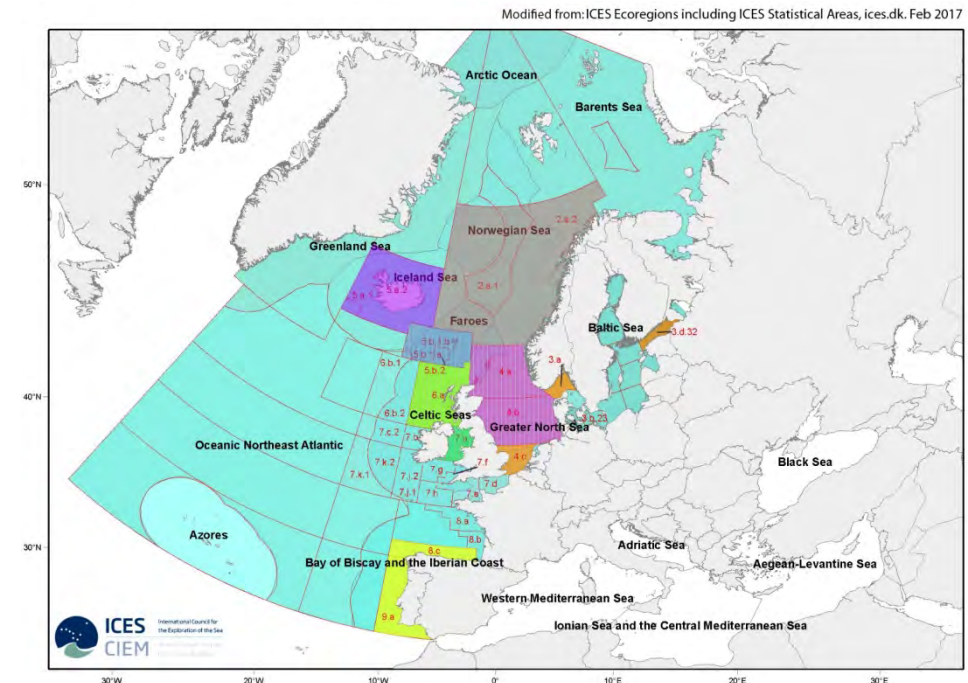 Modified from: ICES Ecoregions including ICES Statistical Areas, ices.dk. Feb 2017
Arctic Ocean
Barents Sea
50°N
2.a.2
Norwegian Sea
Greenland Sea
Iceland Sea
2.a.1
5.a.2
5.a.1
Faroes
Baltic Sea
3.d.32
5.b.1.b
5.b.1
5.b.2
3.a
4.a
40°N
6.a
6.b.2
Celtic Seas
4.b
3.b.23
7.c.2
7.b
Greater North Sea
Oceanic Northeast Atlantic
7.a
4.c
7.k.2
7.f
Black Sea
7.k.1
7.j.2
7.g
7.d
7.j.1
7.h
7.e
8.a
Azores
8.b
Adriatic Sea
30°N
8.c
Bay of Biscay and the Iberian Coast
Aegean-Levantine Sea
Western Mediterranean Sea
9.a
Ionian Sea and the Central Mediterranean Sea
ICES
International Council for
the Exploration of the Sea
CIEM
30°W
20°W
10°W
0°
10°E
20°E
30°E